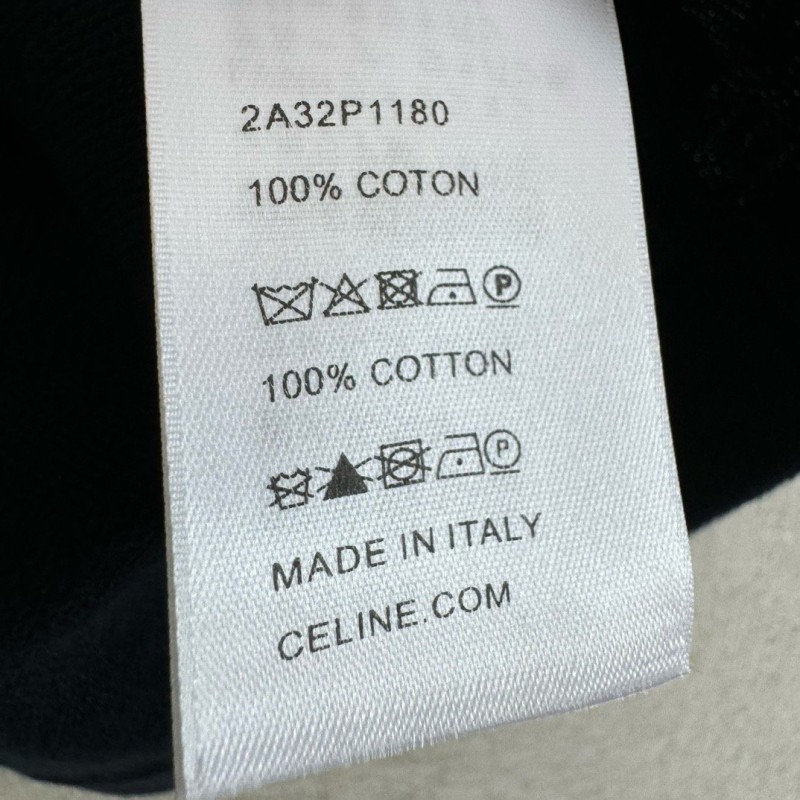 2A32P1180
100% COTON
P
100% COTTON
P
MADE IN ITALY
CELINE.COM